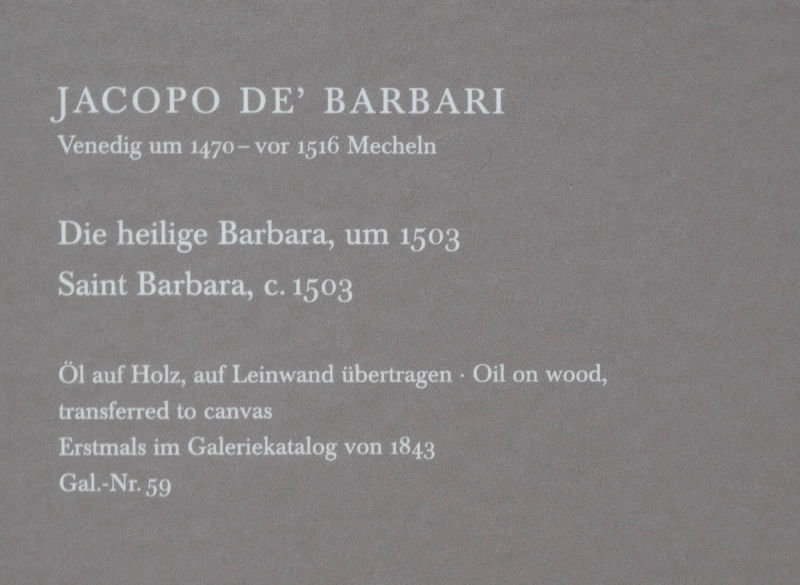 JACOPO DE’ BARBARI
Venedig um 1470 – vor 1516 Mecheln
Die heilige Barbara, um 1503
Saint Barbara, c. 1503
Öl auf Holz, auf Leinwand übertragen · Oil on wood,
transferred to canvas
Erstmals im Galeriekatalog von 1843
Gal.-Nr. 59